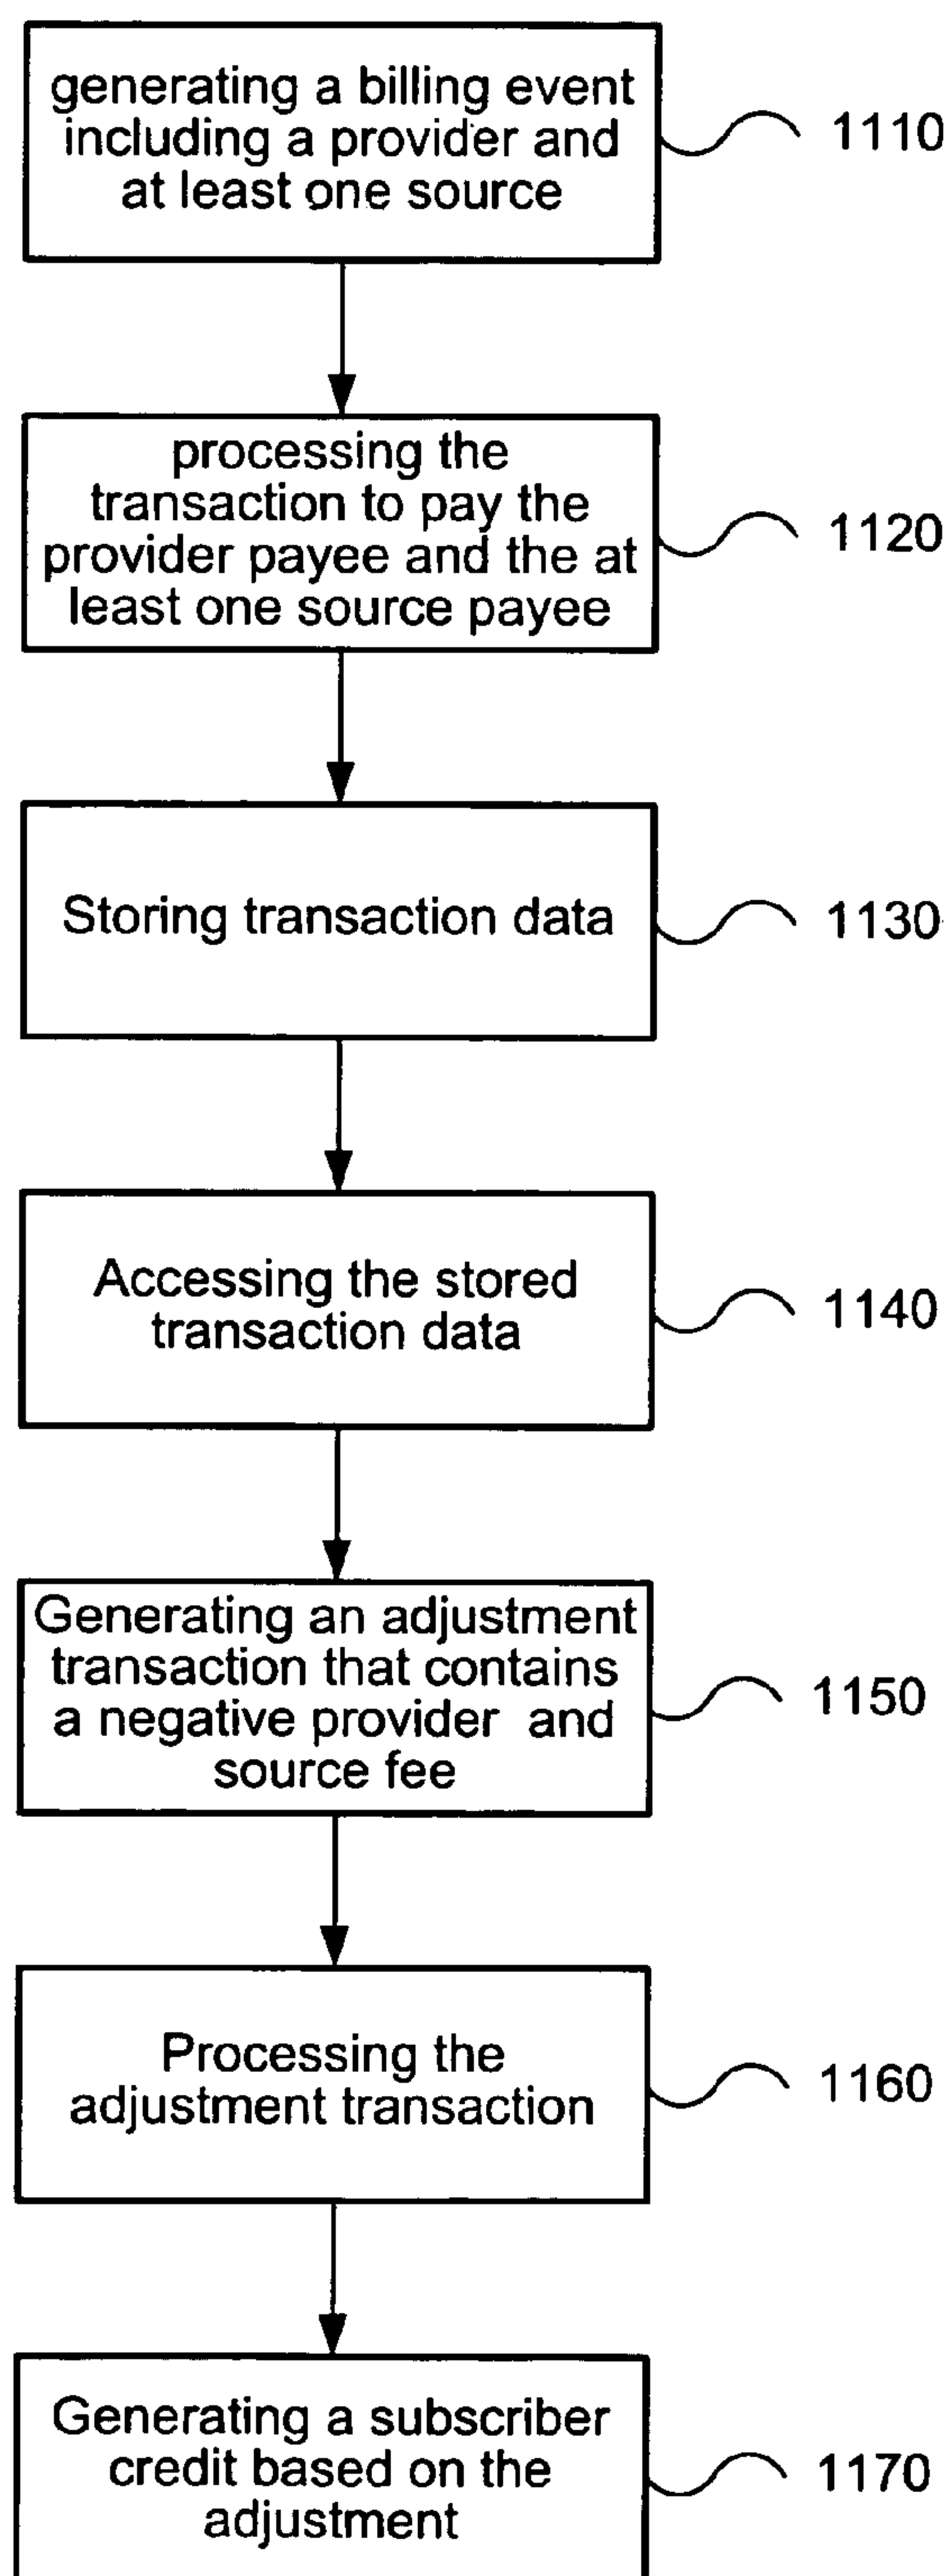 generating a billing event
including a provider and
at least one source
1110
processing the
transaction to pay the
provider payee and the at
least one source payee
1120
Storing transaction data
1130
Accessing the stored
transaction data
1140
Generating an adjustment
transaction that contains
a negative provider and
source fee
1150
Processing the
adjustment transaction
1160
Generating a subscriber
credit based on the
adjustment
1170